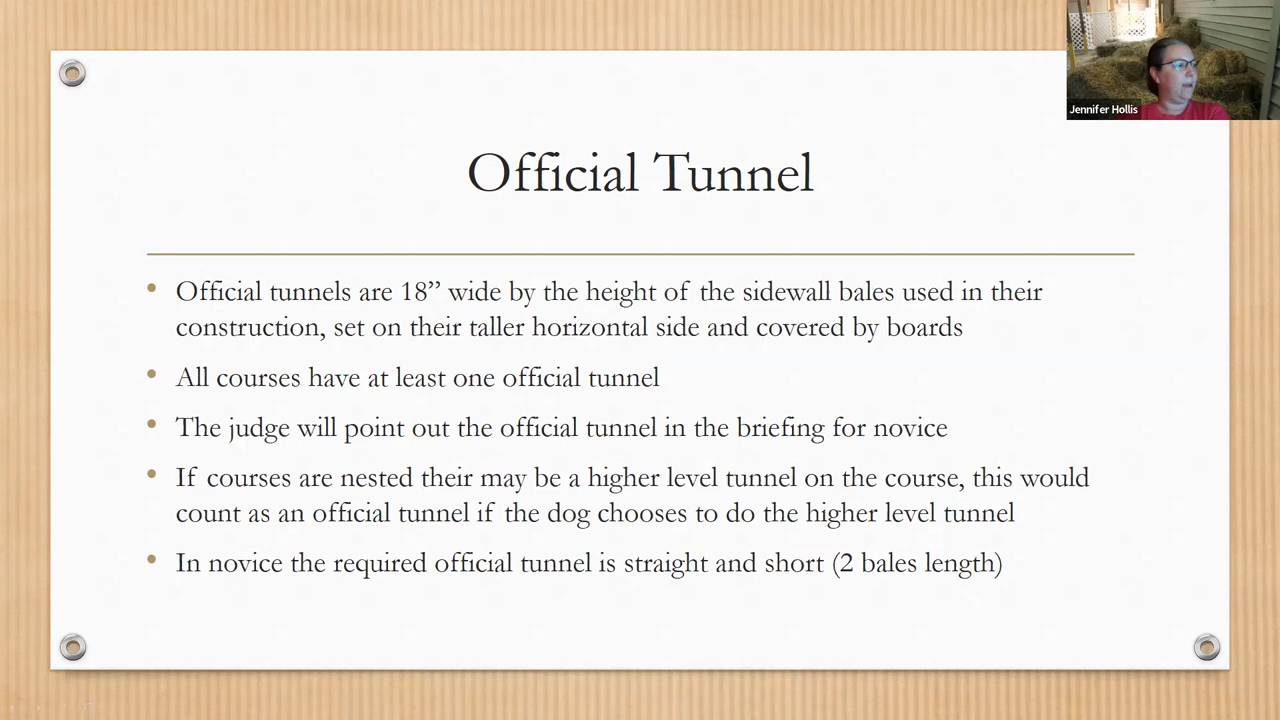 Jennifer Hollis
Official Tunnel
• Official tunnels are 18” wide by the height of the sidewall bales used in their
construction, set on their taller horizontal side and covered by boards
• All courses have at least one official tunnel
• The judge will point out the official tunnel in the briefing for novice
• If courses are nested their may be a higher level tunnel on the course, this would
count as an official tunnel if the dog chooses to do the higher level tunnel
• In novice the required official tunnel is straight and short (2 bales length)